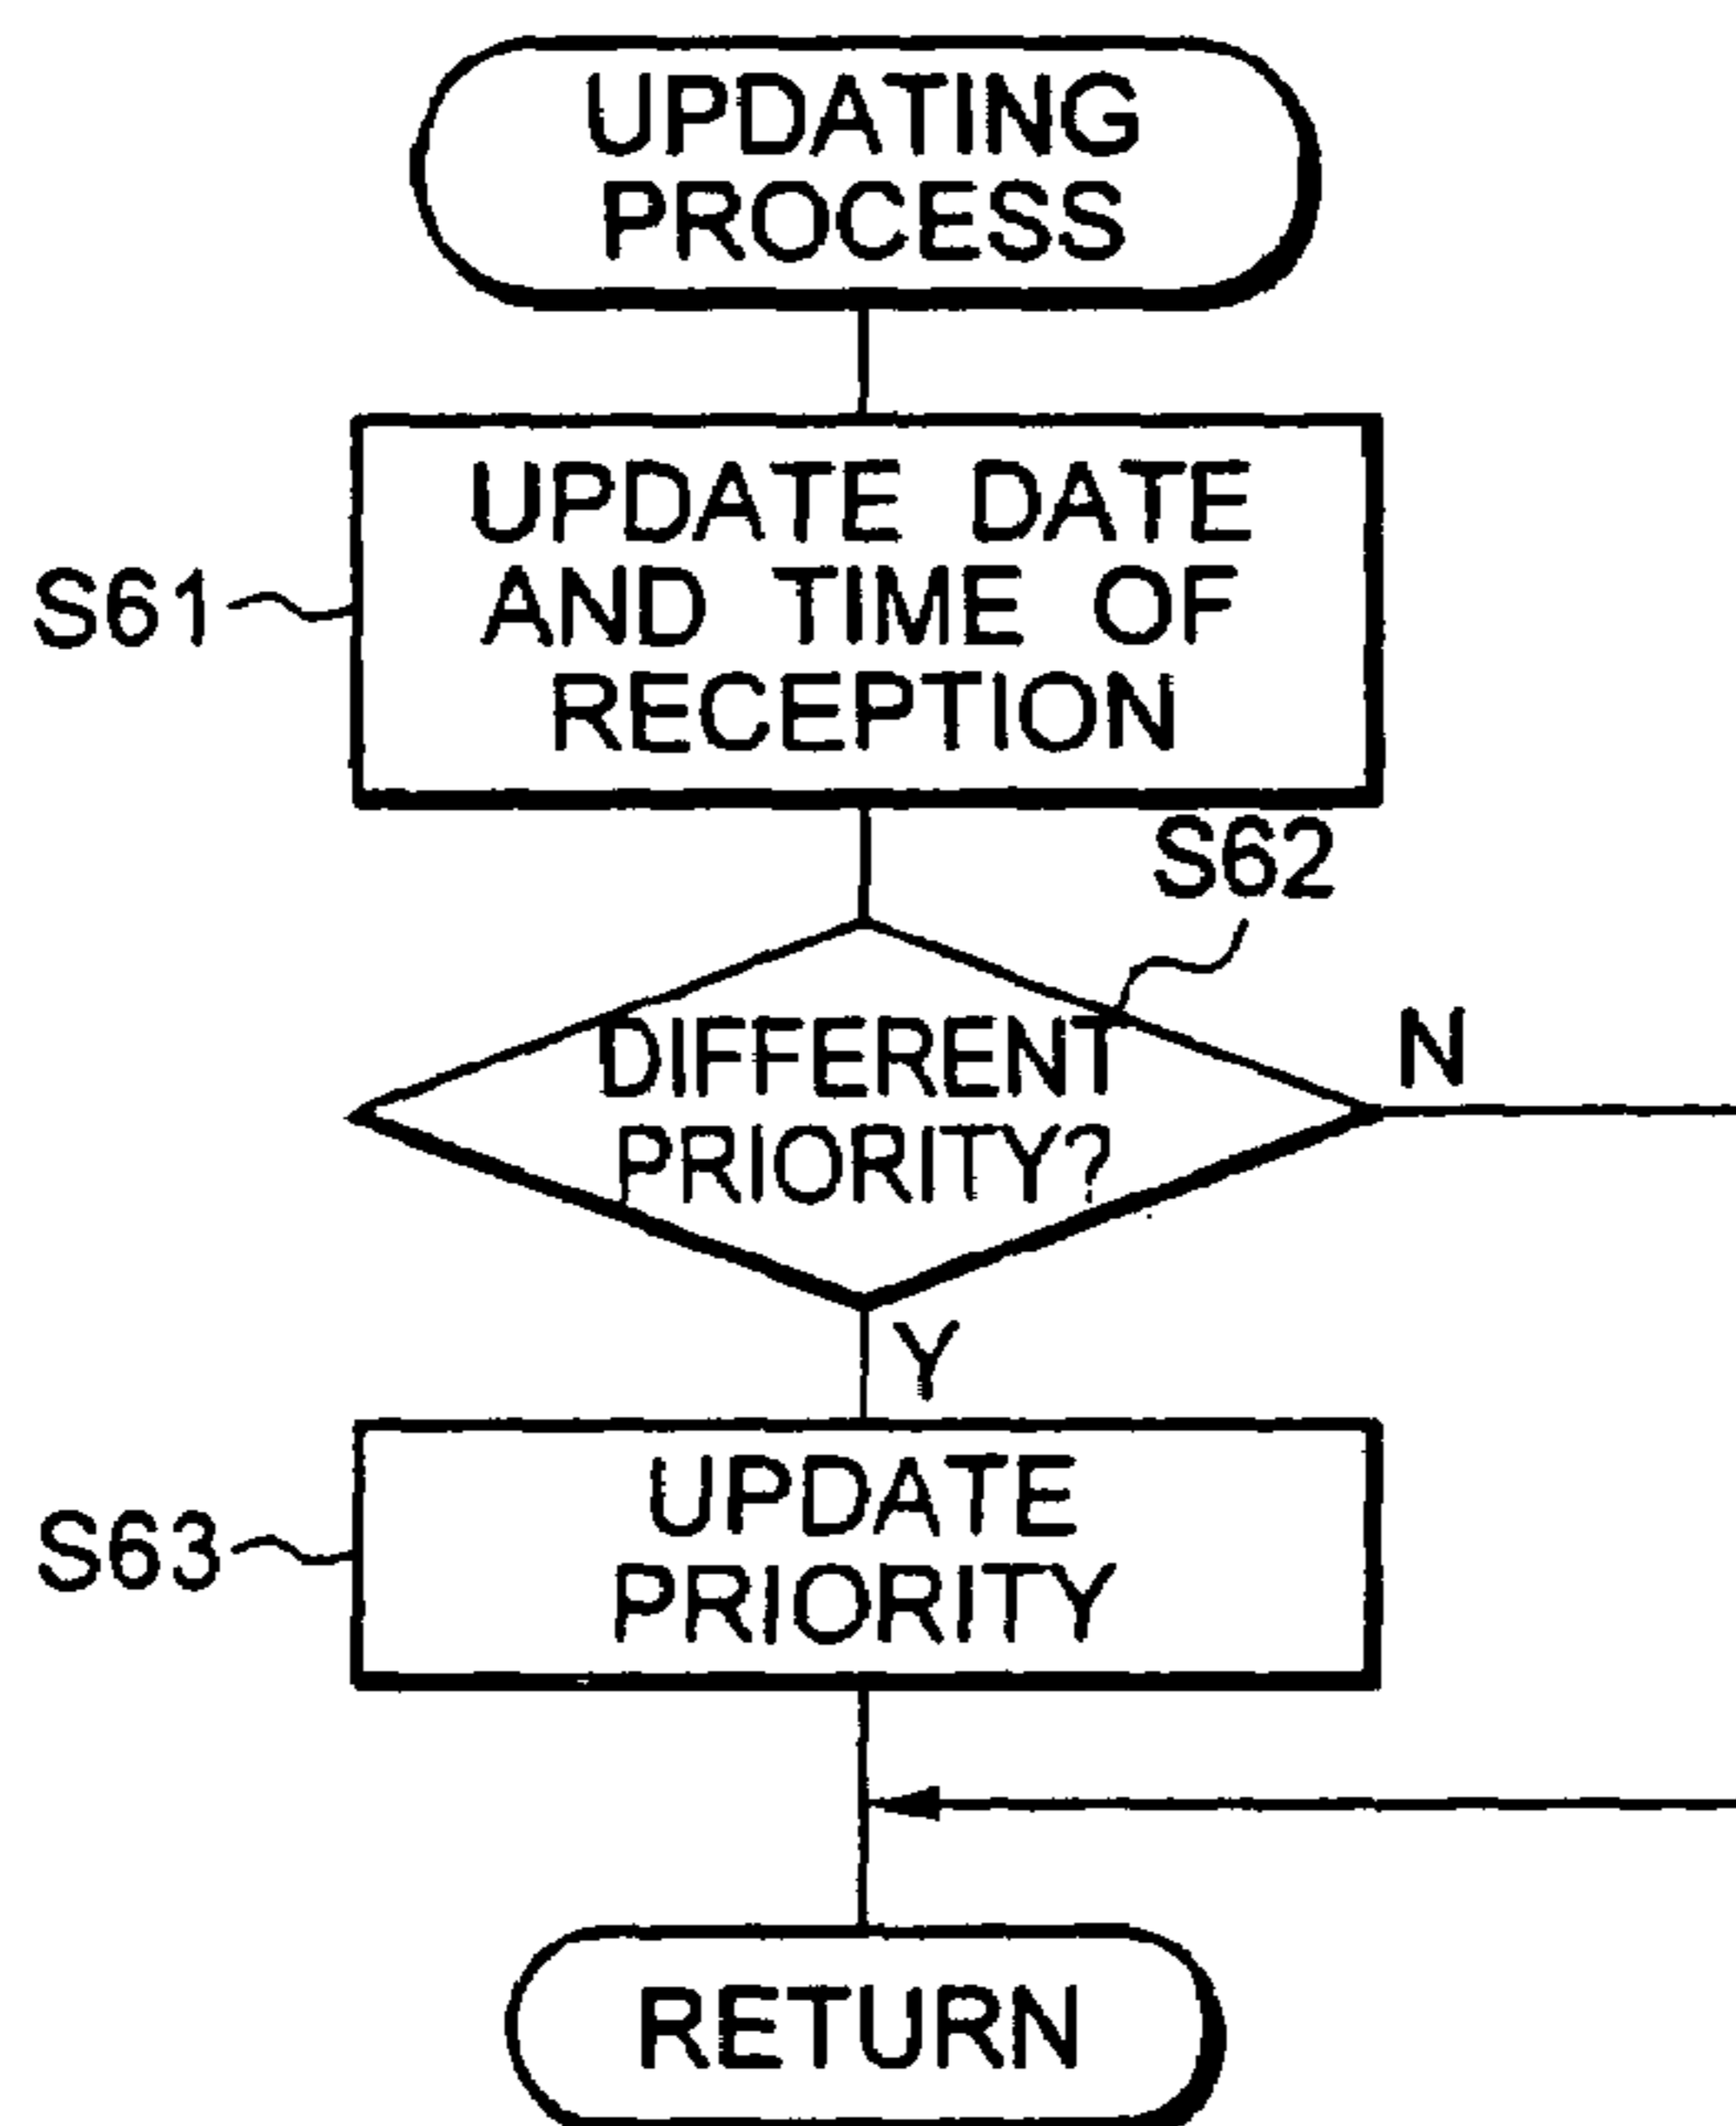 UPDATING
PROCESS
UPDATE DATE
AND TIME OF
RECEPTION
S61
S62
DIFFERENT
PRIORITY?
N
Y
UPDATE
PRIORITY
S63
RETURN